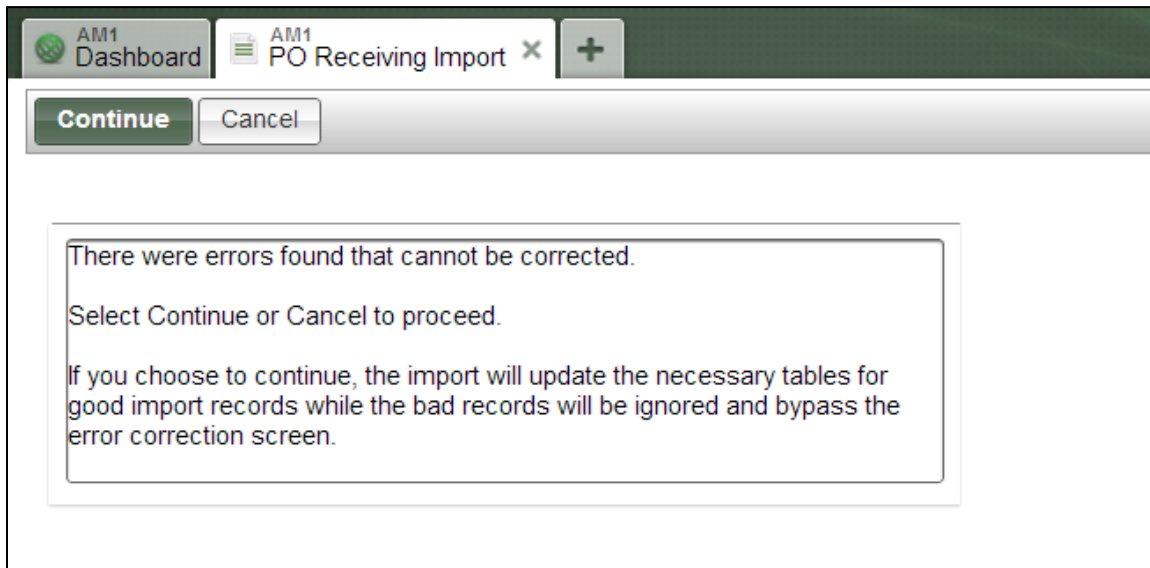 AM1
Dashboard
AM1
PO Receiving Import
Continue
Cancel
There were errors found that cannot be corrected.
Select Continue or Cancel to proceed.
If you choose to continue, the import will update the necessary tables for
good import records while the bad records will be ignored and bypass the
error correction screen.